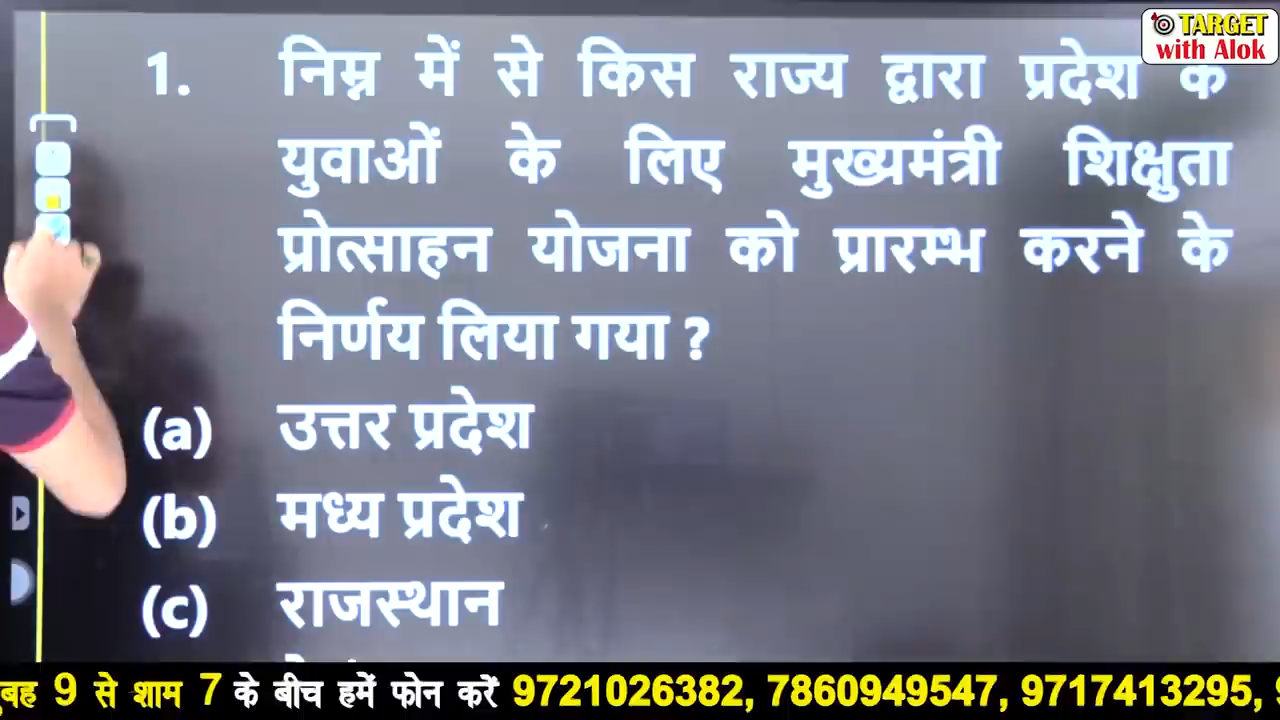 TARGET
with Alok
1. निम्न में से किस राज्य द्वारा प्रदेश के
युवाओं के लिए मुख्यमंत्री शिक्षुता
प्रोत्साहन योजना को प्रारम्भ करने के
निर्णय लिया गया ?
(a) उत्तर प्रदेश
(b) मध्य प्रदेश
(c) राजस्थान
9 से शाम 7 के बीच हमें फोन करें 9721026382, 7860949547, 9717413295,